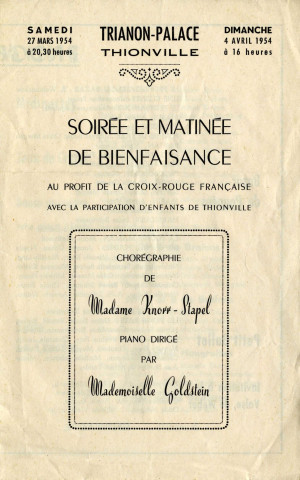 SAMEDI
27 MARS 1954
à 20,30 heures
TRIANON-PALACE
THIONVILLE
DIMANCHE
4 AVRIL 1954
à 16 heures
SOIRÉE ET MATINÉE
DE BIENFAISANCE
AU PROFIT DE LA CROIX-ROUGE FRANÇAISE
AVEC LA PARTICIPATION D'ENFANTS DE THIONVILLE
CHORÉGRAPHIE
DE
Madame Knorr-Stapel
PIANO DIRIGÉ
PAR
Mademoiselle Goldstein